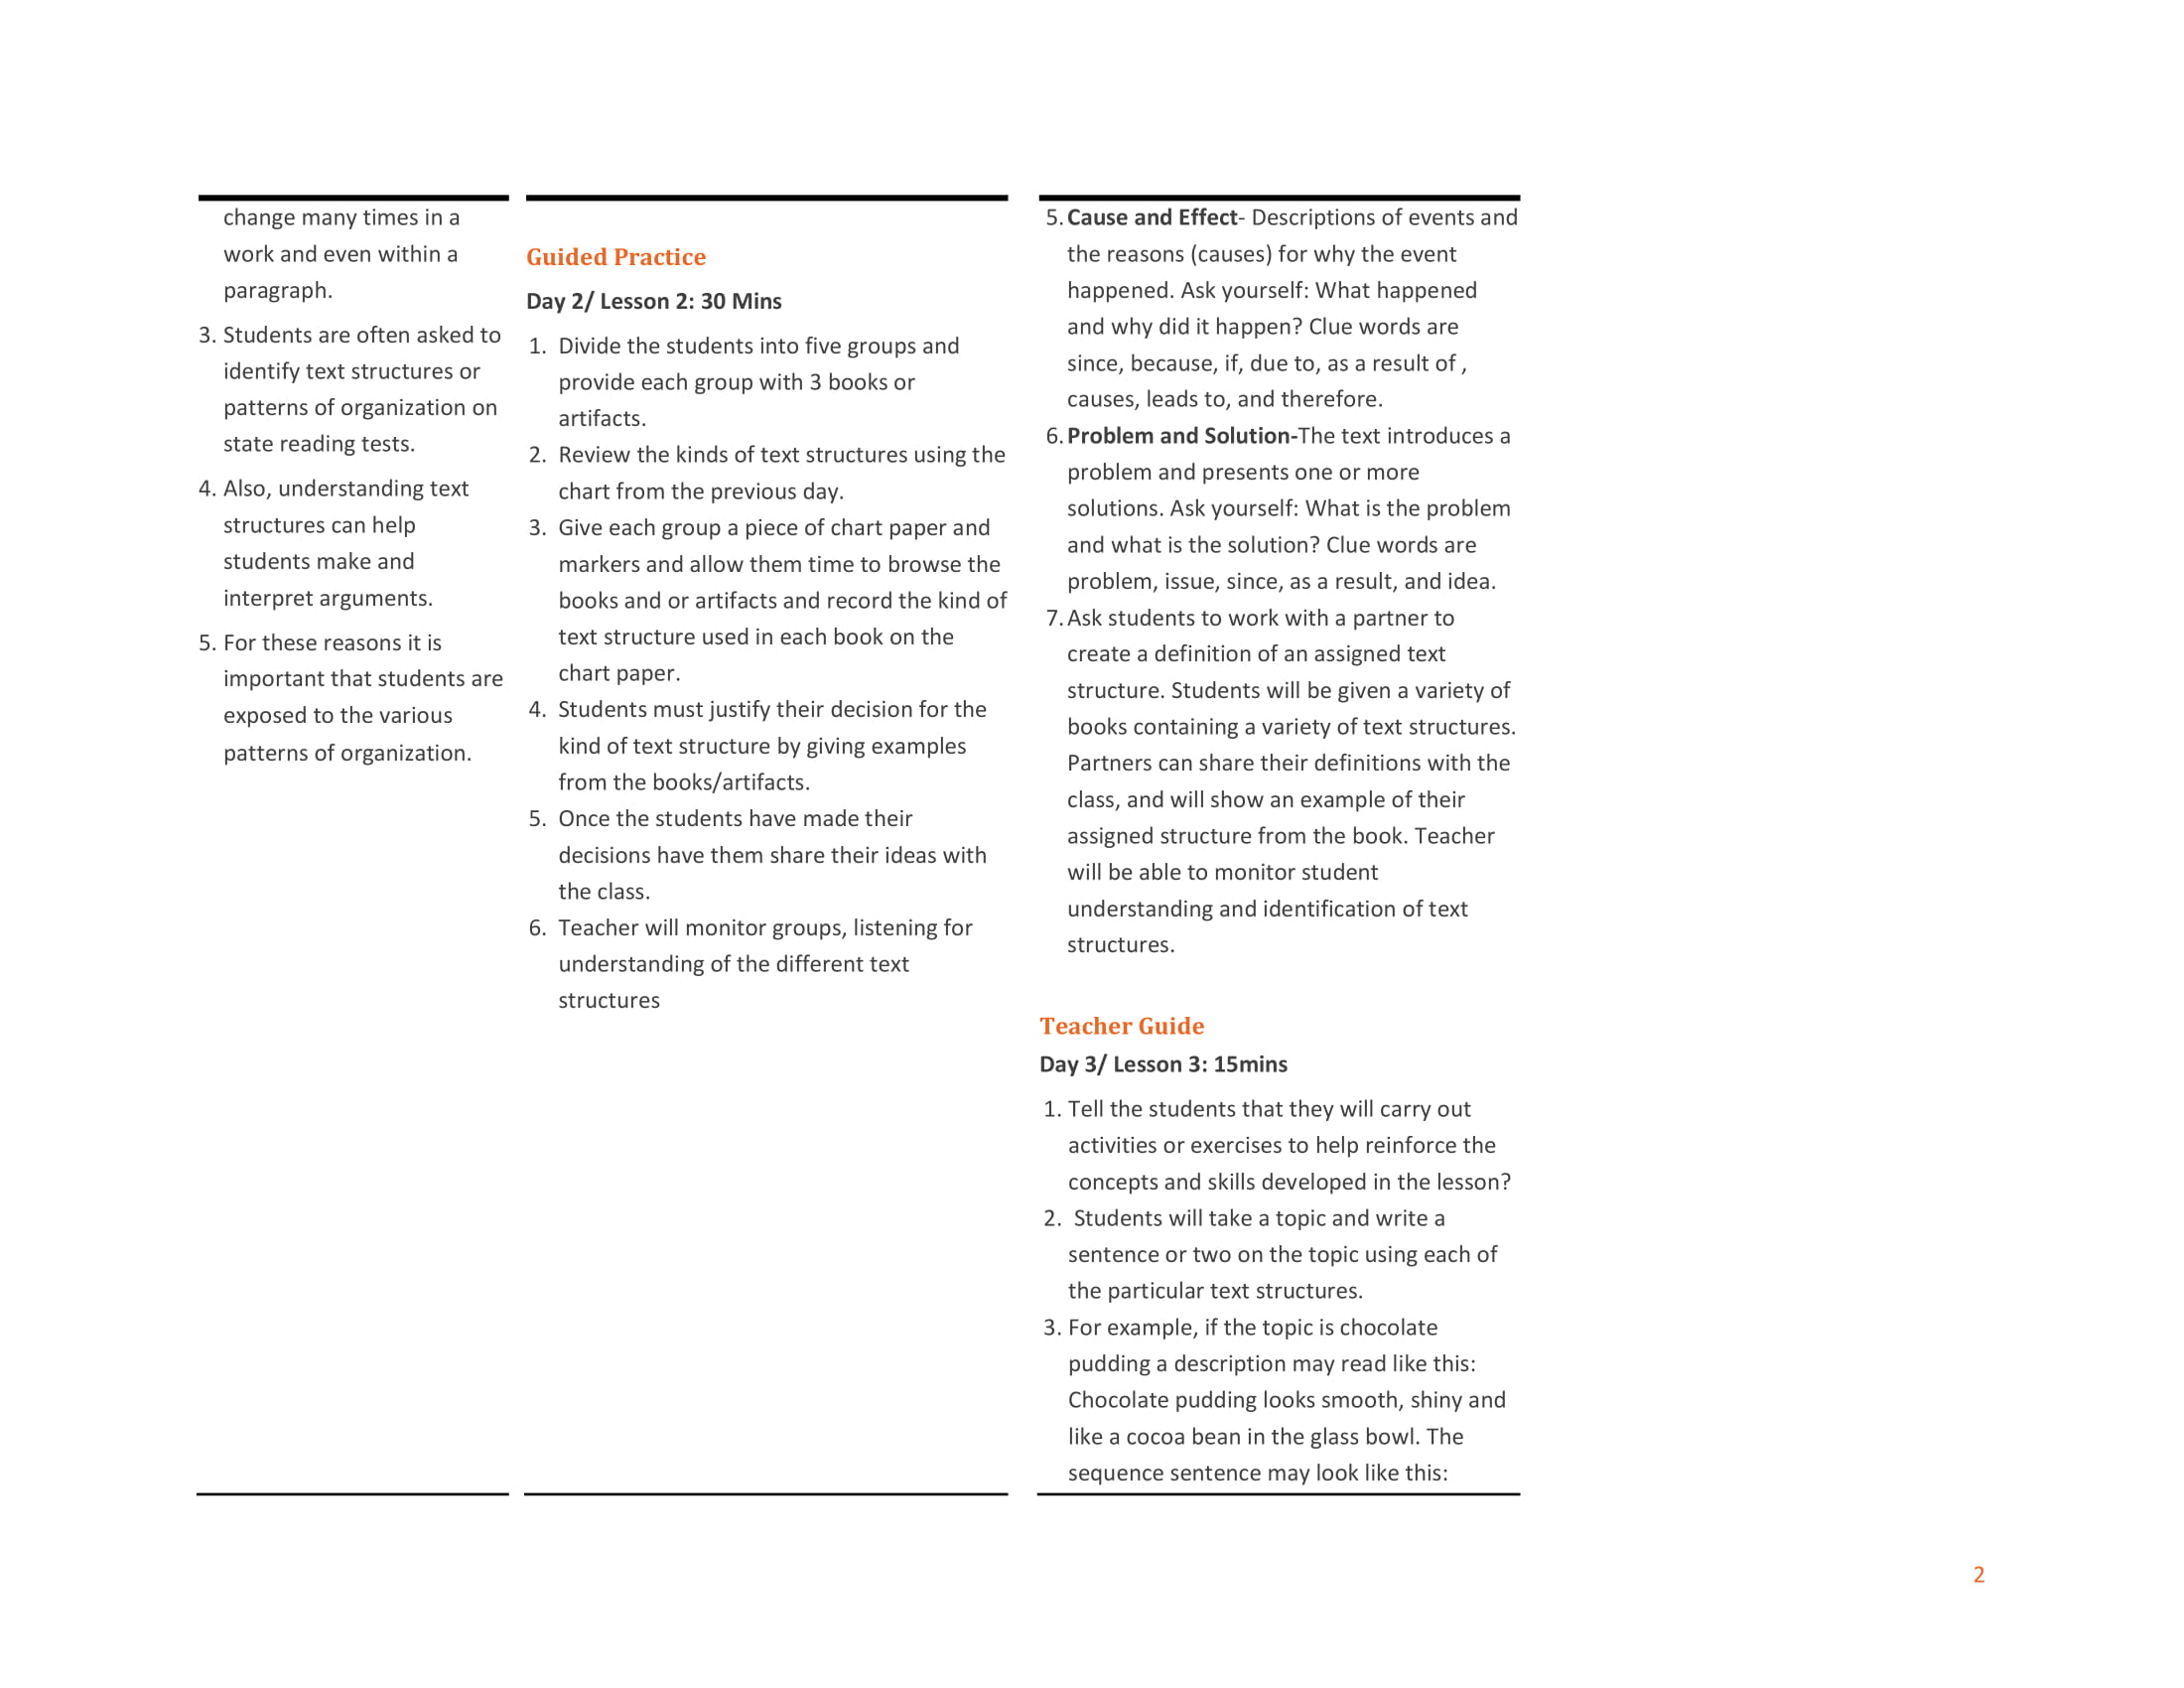 change many times in a
work and even within a
paragraph.
3. Students are often asked to
identify text structures or
patterns of organization on
state reading tests.
4. Also, understanding text
structures can help
students make and
interpret arguments.
5. For these reasons it is
important that students are
exposed to the various
patterns of organization.
Guided Practice
Day 2/ Lesson 2: 30 Mins
1. Divide the students into five groups and
provide each group with 3 books or
artifacts.
2. Review the kinds of text structures using the
chart from the previous day.
3. Give each group a piece of chart paper and
markers and allow them time to browse the
books and or artifacts and record the kind of
text structure used in each book on the
chart paper.
4. Students must justify their decision for the
kind of text structure by giving examples
from the books/artifacts.
5. Once the students have made their
decisions have them share their ideas with
the class.
6. Teacher will monitor groups, listening for
understanding of the different text
structures
5. Cause and Effect- Descriptions of events and
the reasons (causes) for why the event
happened. Ask yourself: What happened
and why did it happen? Clue words are
since, because, if, due to, as a result of ,
causes, leads to, and therefore.
6. Problem and Solution-The text introduces a
problem and presents one or more
solutions. Ask yourself: What is the problem
and what is the solution? Clue words are
problem, issue, since, as a result, and idea.
7. Ask students to work with a partner to
create a definition of an assigned text
structure. Students will be given a variety of
books containing a variety of text structures.
Partners can share their definitions with the
class, and will show an example of their
assigned structure from the book. Teacher
will be able to monitor student
understanding and identification of text
structures.
Teacher Guide
Day 3/ Lesson 3: 15mins
1. Tell the students that they will carry out
activities or exercises to help reinforce the
concepts and skills developed in the lesson?
2. Students will take a topic and write a
sentence or two on the topic using each of
the particular text structures.
3. For example, if the topic is chocolate
pudding a description may read like this:
Chocolate pudding looks smooth, shiny and
like a cocoa bean in the glass bowl. The
sequence sentence may look like this:
2